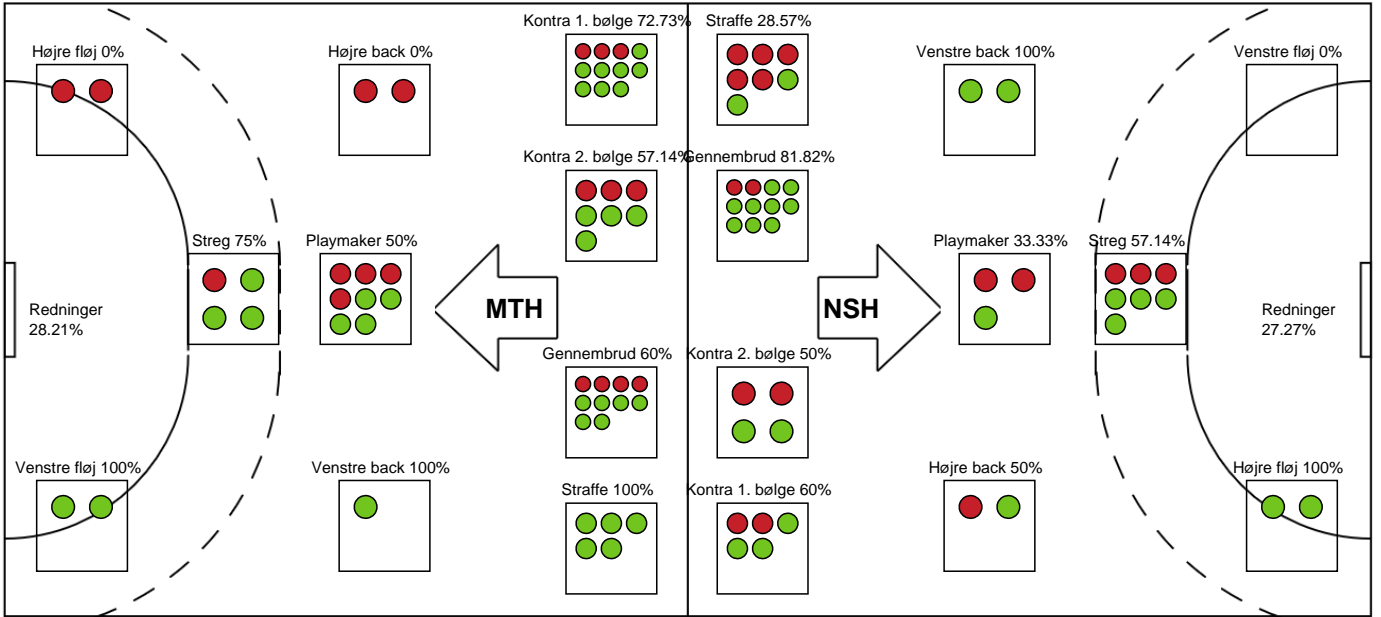 Kontra 1. bølge 72.73%
Straffe 28.57%
Højre fløj 0%
Højre back 0%
Venstre back 100%
Venstre fløj 0%
Kontra 2. bølge 57.14%
Gennembrud 81.82%
Streg 75%
Playmaker 50%
Playmaker 33.33%
Streg 57.14%
Redninger
28.21%
MTH
NSH
Redninger
27.27%
Gennembrud 60%
Kontra 2. bølge 50%
Venstre fløj 100%
Venstre back 100%
Højre back 50%
Højre fløj 100%
Straffe 100%
Kontra 1. bølge 60%